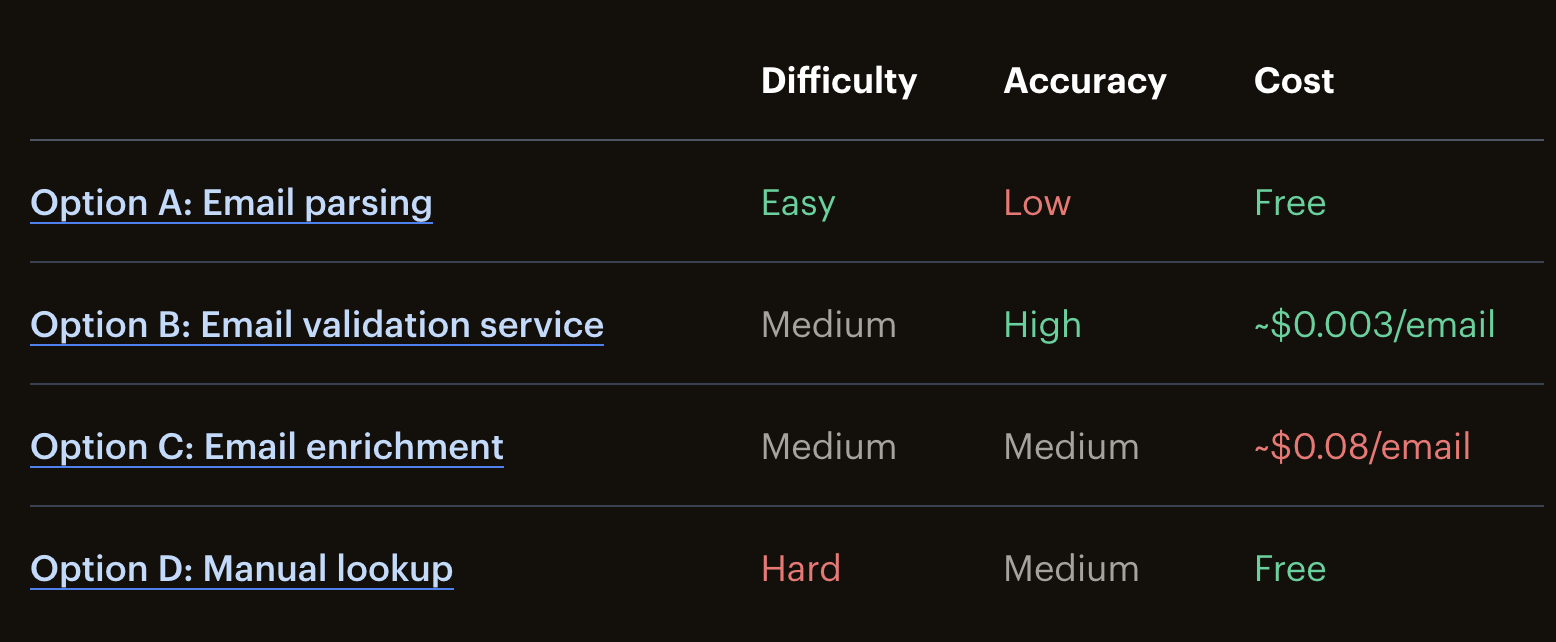 Difficulty Accuracy Cost
Option A: Email parsing Easy Low Free
Option B: Email validation service Medium High ~$0.003/email
Option C: Email enrichment Medium Medium ~$0.08/email
Option D: Manual lookup Hard Medium Free